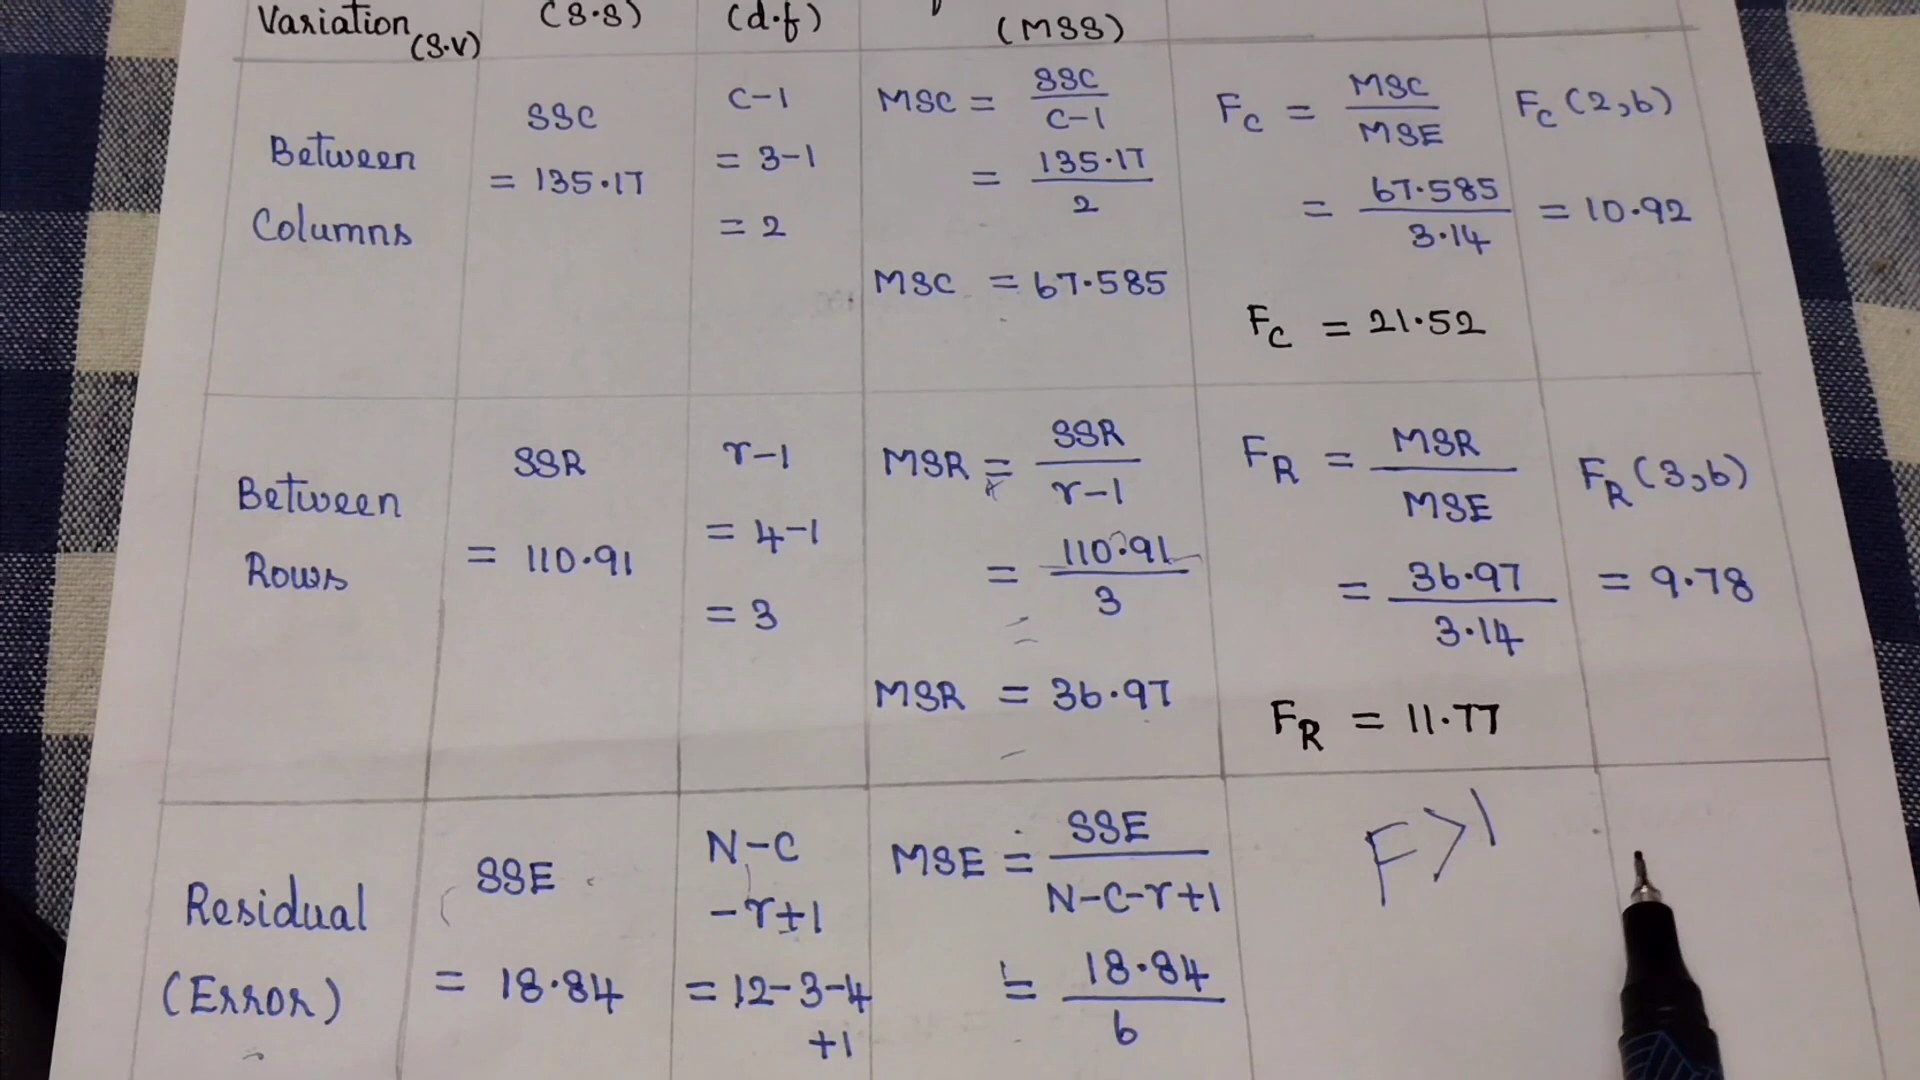 Variation (S.V)
(S.S)
(d.f)
(MSS)
Between
Columns
SSC
= 135.17
C-1
= 3-1
= 2
MSC = SSC / C-1
= 135.17 / 2
MSC = 67.585
FC = MSC / MSE
= 67.585 / 3.14
FC = 21.52
FC (2,6)
= 10.92
Between
Rows
SSR
= 110.91
r-1
= 4-1
= 3
MSR = SSR / r-1
= 110.91 / 3
MSR = 36.97
FR = MSR / MSE
= 36.97 / 3.14
FR = 11.77
FR (3,6)
= 9.78
Residual
(Error)
SSE
= 18.84
N-C
-r+1
= 12-3-4
+1
MSE = SSE / N-C-r+1
= 18.84 / 6
F>1